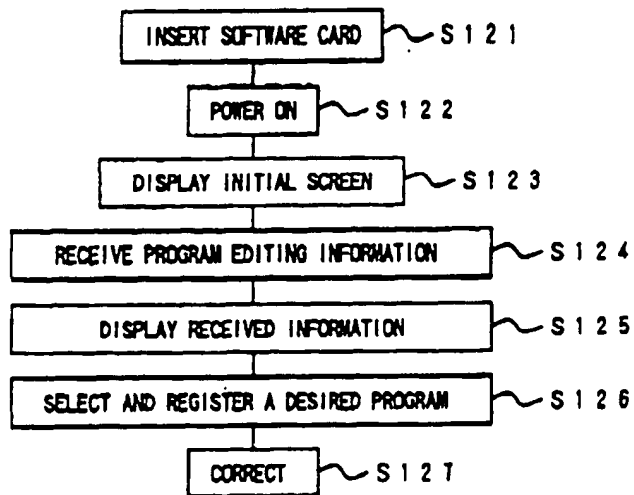 INSERT SOFTWARE CARD S121
POWER ON S122
DISPLAY INITIAL SCREEN S123
RECEIVE PROGRAM EDITING INFORMATION S124
DISPLAY RECEIVED INFORMATION S125
SELECT AND REGISTER A DESIRED PROGRAM S126
CORRECT S127